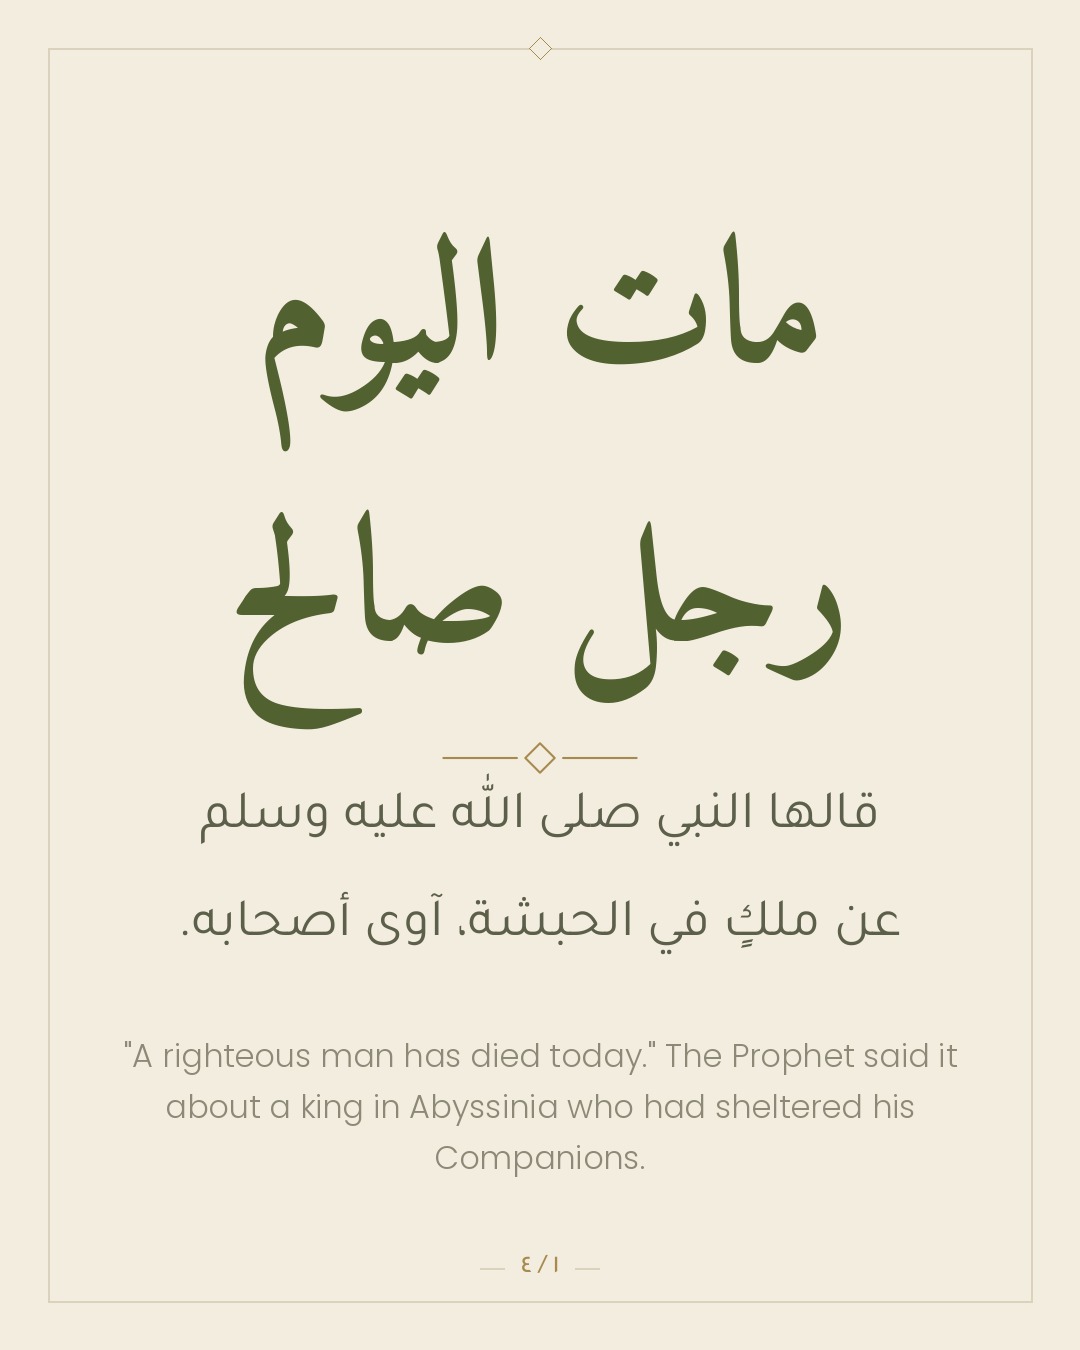 مات اليوم
رجل صالح
قالها النبي صلى الله عليه وسلم
عن ملكٍ في الحبشة، آوى أصحابه.
"A righteous man has died today." The Prophet said it
about a king in Abyssinia who had sheltered his
Companions.
١/٤